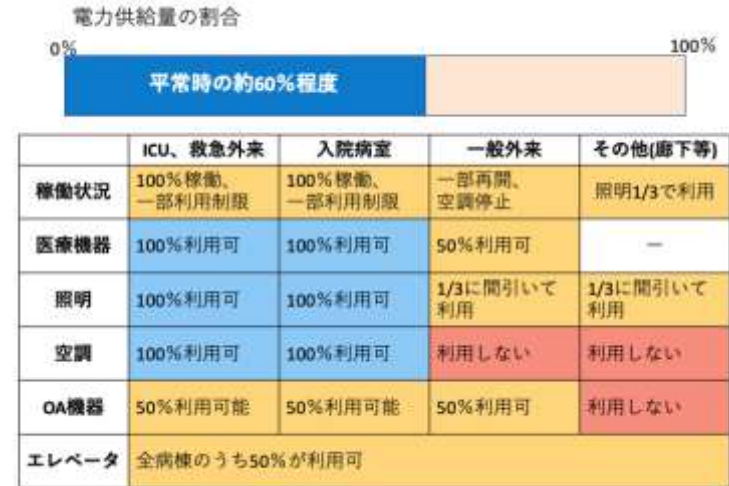 電力供給量の割合
0% 100%
平常時の約60%程度
ICU、救急外来 入院病室 一般外来 その他(廊下等)
稼働状況 100%稼働、一部利用制限 100%稼働、一部利用制限 一部再開、空調停止 照明1/3で利用
医療機器 100%利用可 100%利用可 50%利用可 —
照明 100%利用可 100%利用可 1/3に間引いて利用 1/3に間引いて利用
空調 100%利用可 100%利用可 利用しない 利用しない
OA機器 50%利用可能 50%利用可能 50%利用可 利用しない
エレベータ 全病棟のうち50%が利用可